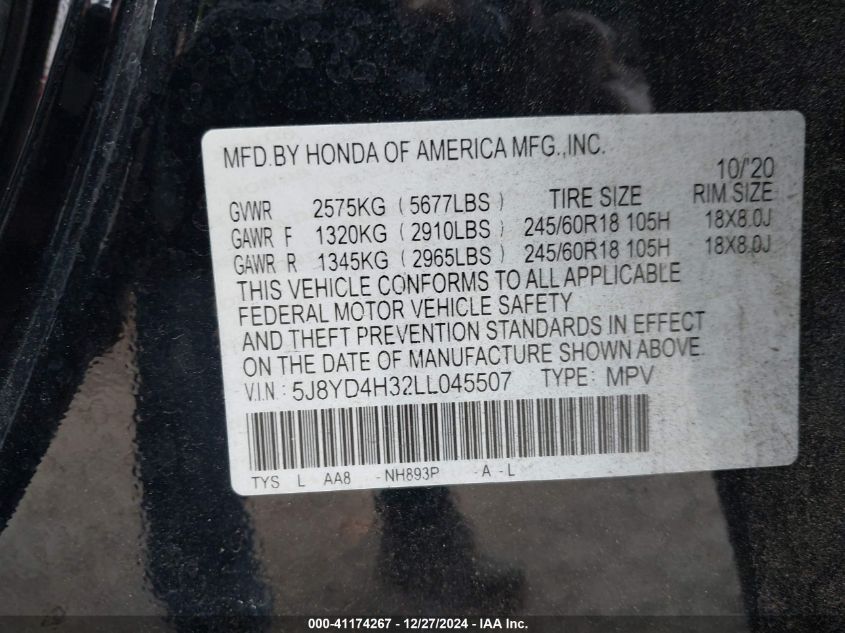 MFD.BY HONDA OF AMERICA MFG.,INC.
10/'20
GVWR 2575KG (5677LBS) TIRE SIZE RIM SIZE
GAWR F 1320KG (2910LBS) 245/60R18 105H 18X8.0J
GAWR R 1345KG (2965LBS) 245/60R18 105H 18X8.0J
THIS VEHICLE CONFORMS TO ALL APPLICABLE
FEDERAL MOTOR VEHICLE SAFETY
AND THEFT PREVENTION STANDARDS IN EFFECT
ON THE DATE OF MANUFACTURE SHOWN ABOVE.
V.I.N: 5J8YD4H32LL045507 TYPE: MPV
TYS L AA8 -NH893P -A -L
000-41174267 - 12/27/2024 - IAA Inc.